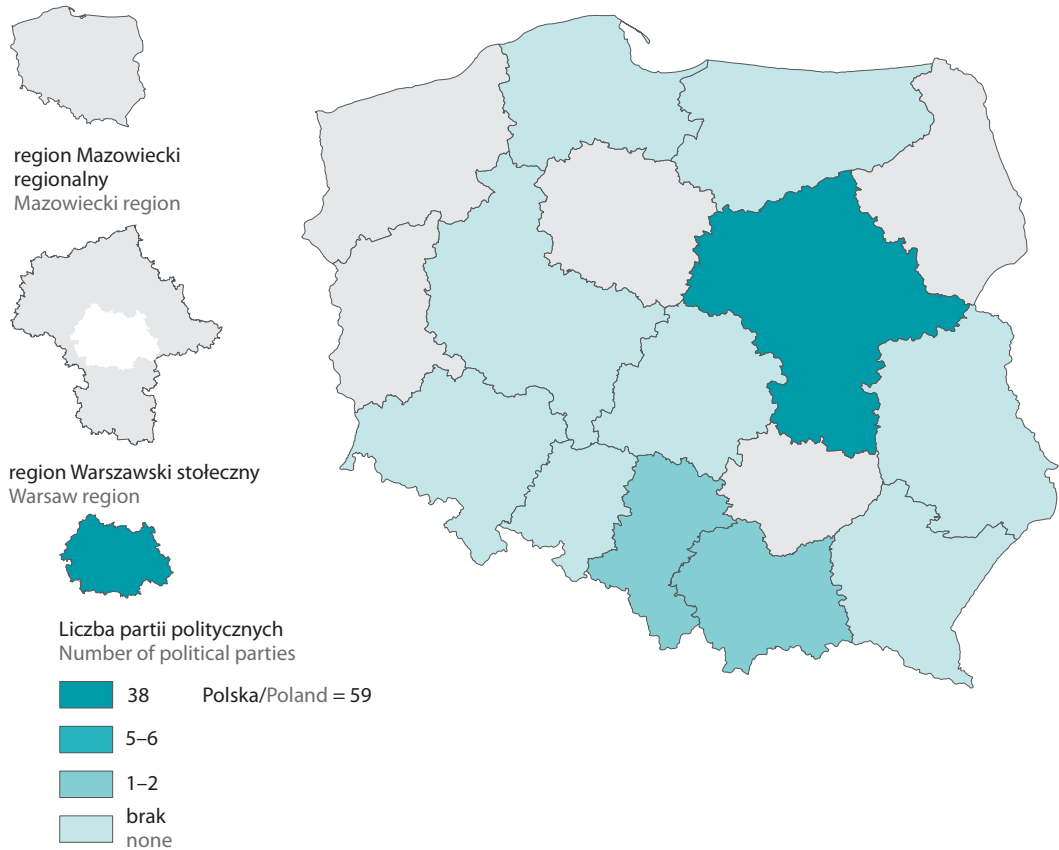 region Mazowiecki
regionalny
Mazowiecki region
region Warszawski stołeczny
Warsaw region
Liczba partii politycznych
Number of political parties
38 Polska/Poland = 59
5–6
1–2
brak
none